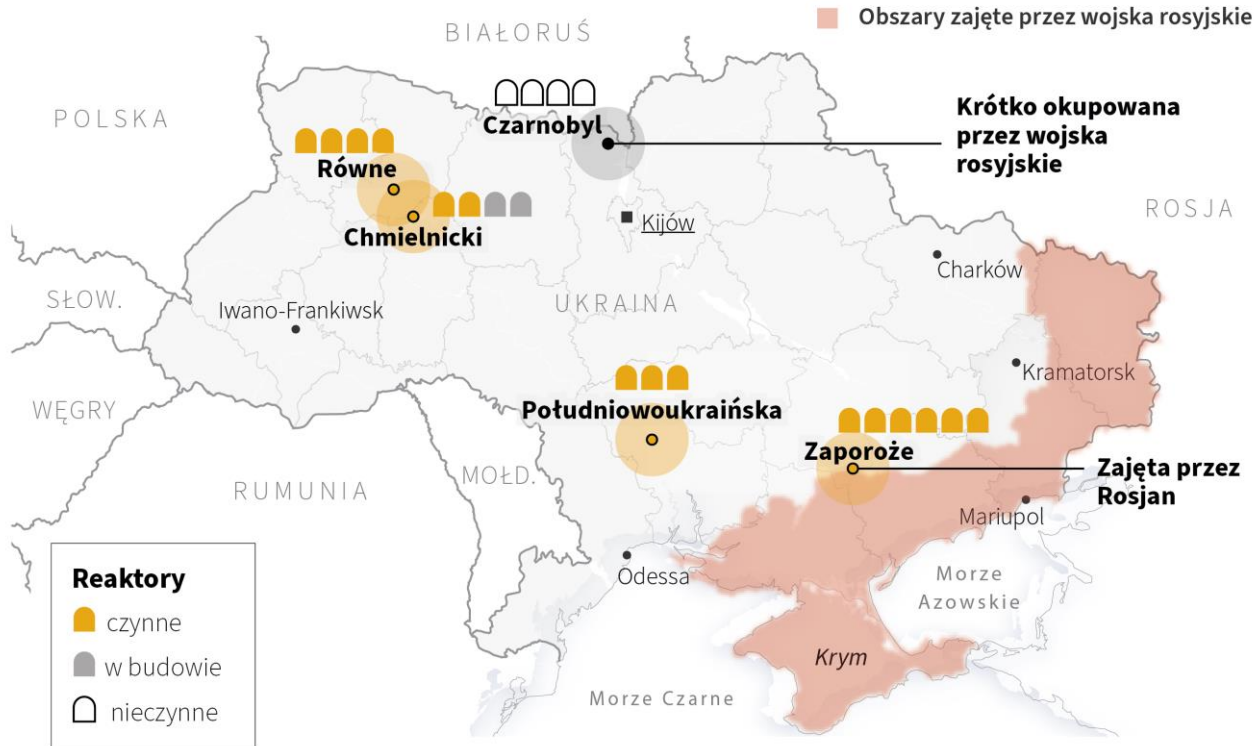 Obszary zajęte przez wojska rosyjskie
BIAŁORUŚ
POLSKA
Czarnobyl
Krótko okupowana
przez wojska
rosyjskie
Równe
ROSJA
Chmielnicki
Kijów
Charków
SŁOW.
Iwano-Frankiwsk
UKRAINA
Kramatorsk
WĘGRY
Południowoukraińska
Zaporoże
Zajęta przez
Rosjan
MOŁD.
RUMUNIA
Mariupol
Odessa
Morze
Azowskie
Reaktory
czynne
w budowie
nieczynne
Krym
Morze Czarne